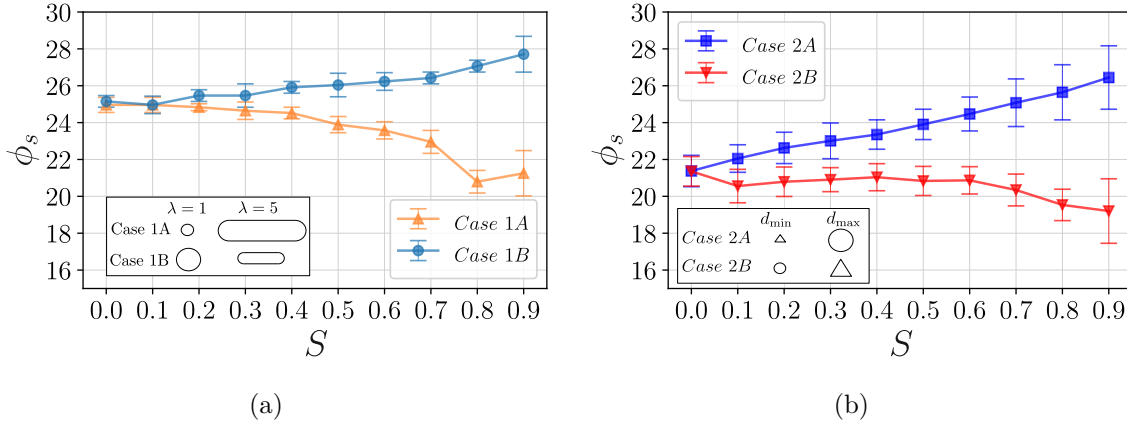 30
28
26
24
22
20
18
16
ϕₛ
λ = 1 λ = 5
Case 1A
Case 1B
Case 1A
Case 1B
0.0 0.1 0.2 0.3 0.4 0.5 0.6 0.7 0.8 0.9
S
(a)
30
28
26
24
22
20
18
16
ϕₛ
Case 2A
Case 2B
d_min d_max
Case 2A
Case 2B
0.0 0.1 0.2 0.3 0.4 0.5 0.6 0.7 0.8 0.9
S
(b)